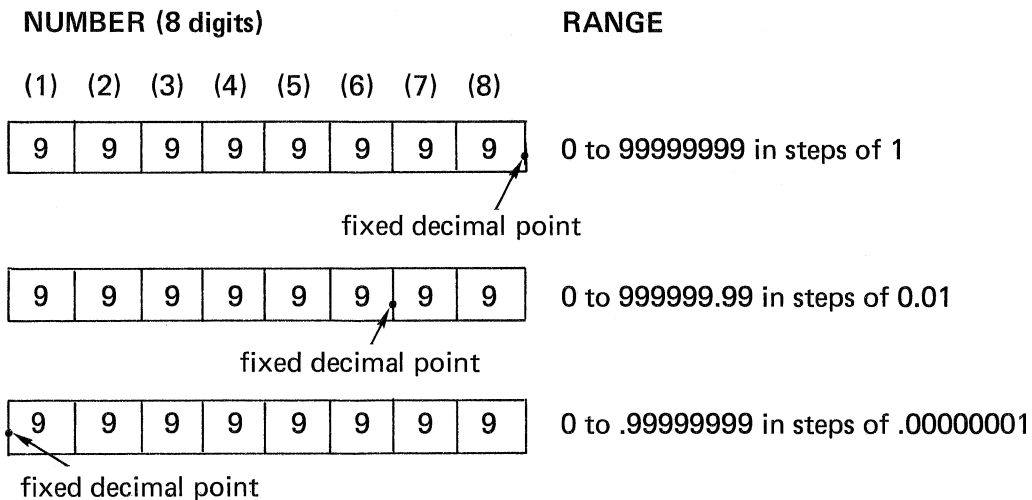 NUMBER (8 digits) RANGE
(1) (2) (3) (4) (5) (6) (7) (8)
9 9 9 9 9 9 9 9 0 to 99999999 in steps of 1
fixed decimal point
9 9 9 9 9 9 9 9 0 to 999999.99 in steps of 0.01
fixed decimal point
9 9 9 9 9 9 9 9 0 to .99999999 in steps of .00000001
fixed decimal point